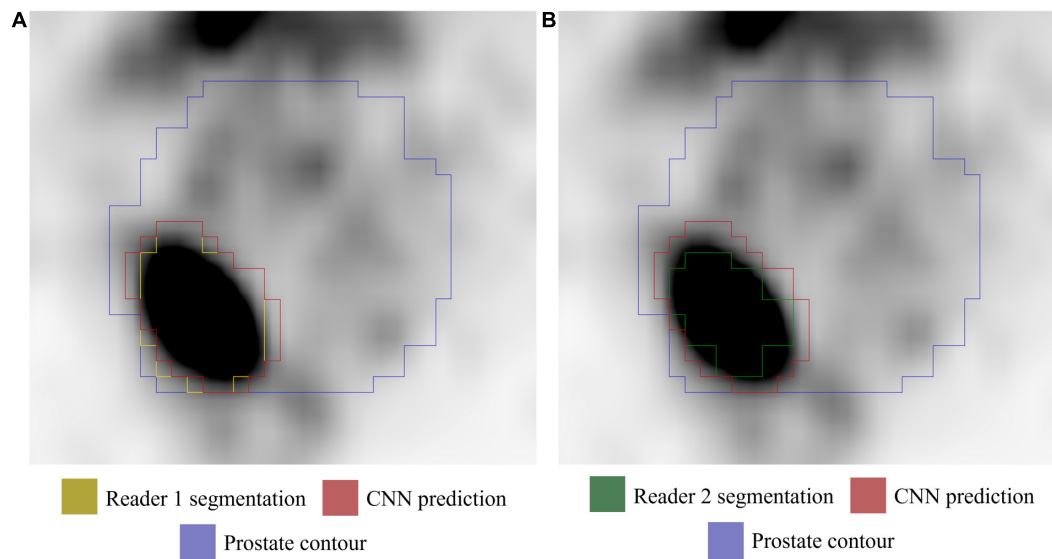 A
B
Reader 1 segmentation
CNN prediction
Prostate contour
Reader 2 segmentation
CNN prediction
Prostate contour